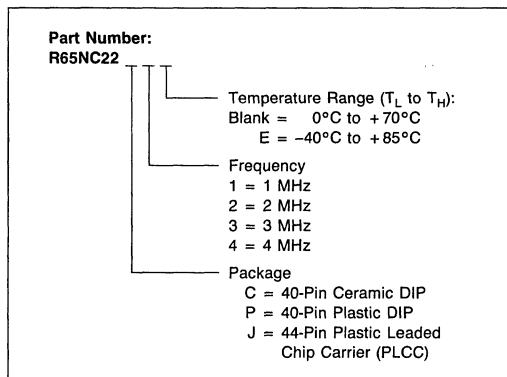 Part Number:
R65NC22 _ _ _
Temperature Range (TL to TH):
Blank = 0°C to +70°C
E = –40°C to +85°C
Frequency
1 = 1 MHz
2 = 2 MHz
3 = 3 MHz
4 = 4 MHz
Package
C = 40-Pin Ceramic DIP
P = 40-Pin Plastic DIP
J = 44-Pin Plastic Leaded
Chip Carrier (PLCC)